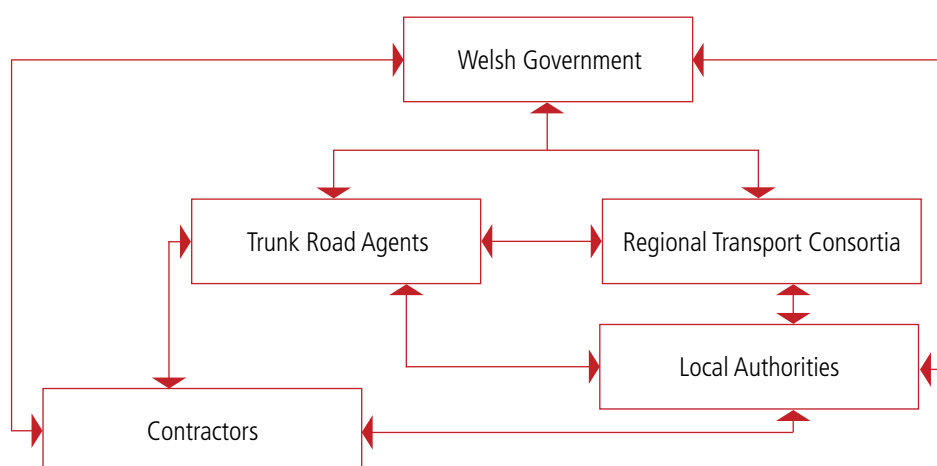 Welsh Government
Trunk Road Agents
Regional Transport Consortia
Local Authorities
Contractors